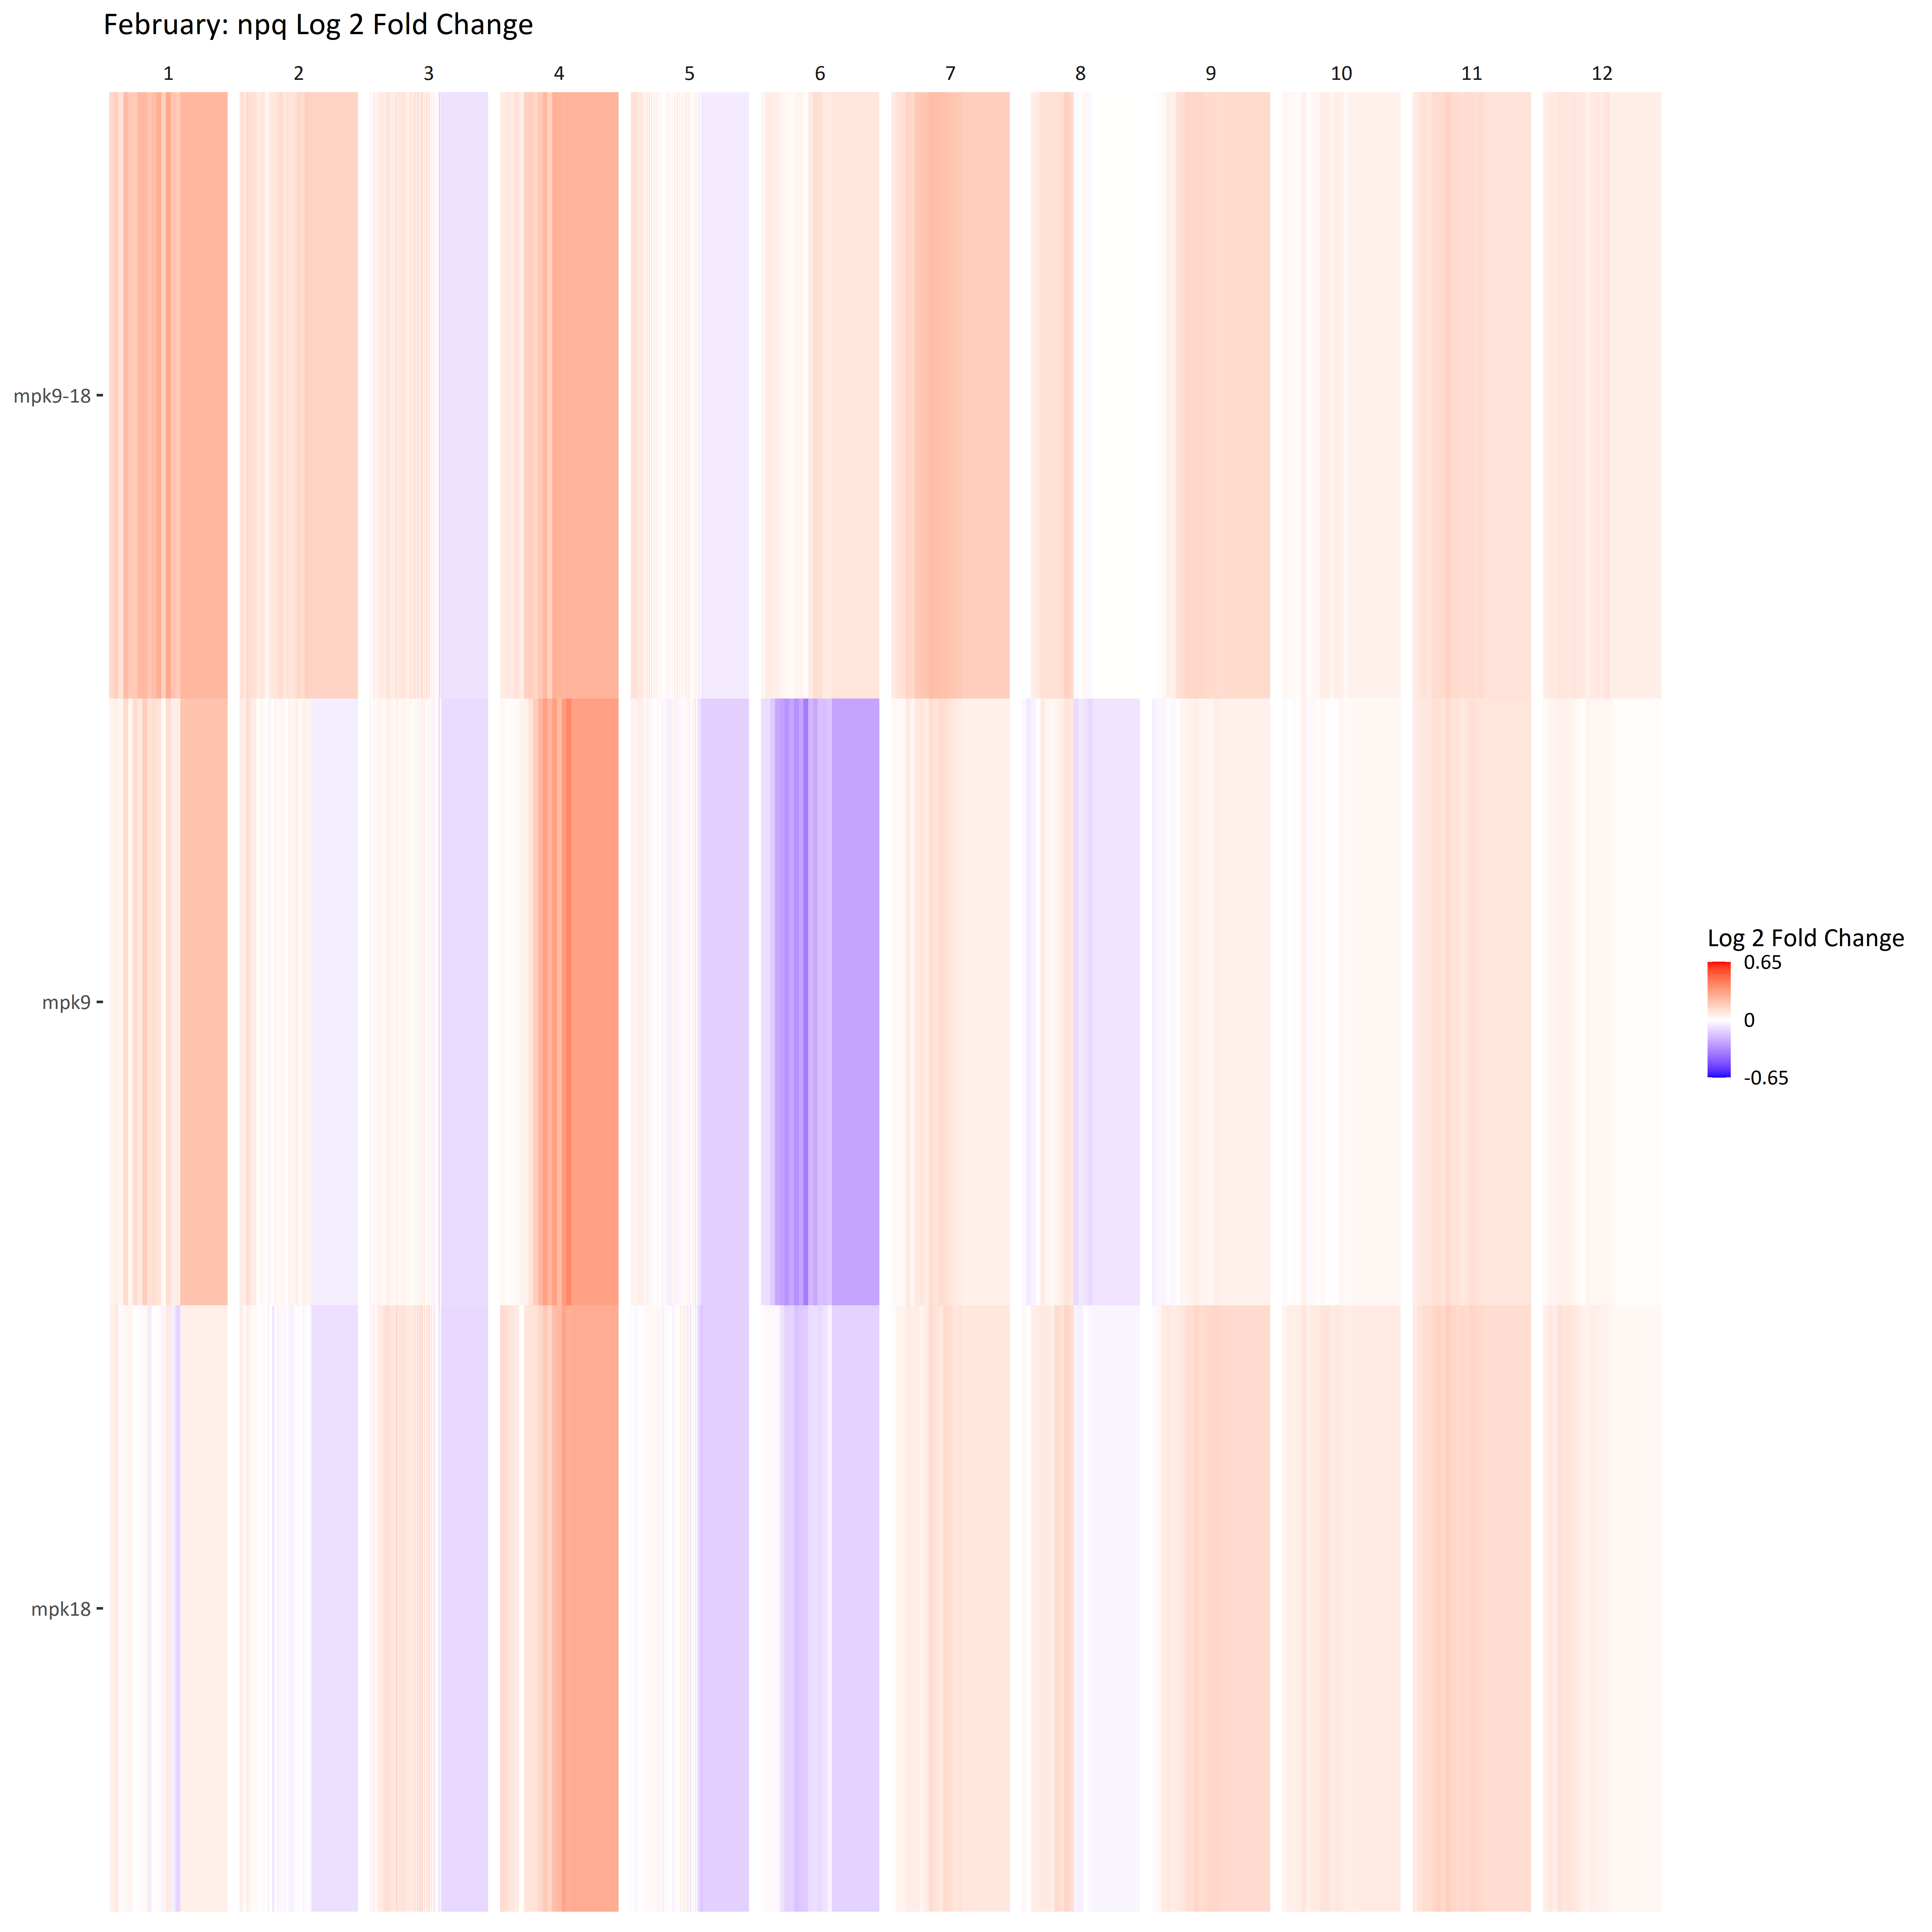 February: npq Log 2 Fold Change
1 2 3 4 5 6 7 8 9 10 11 12
mpk9-18
mpk9
mpk18
Log 2 Fold Change
0.65
0
-0.65